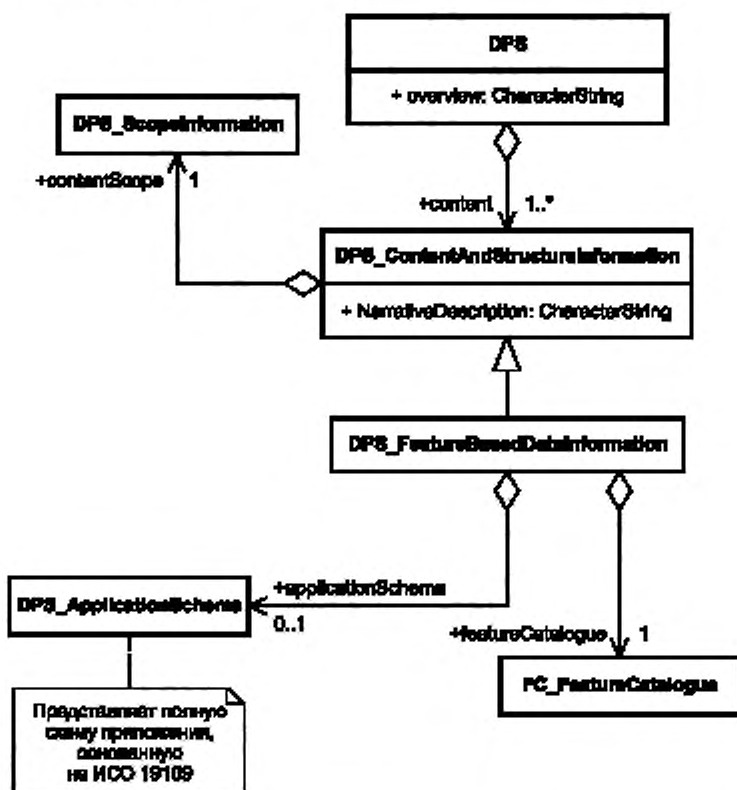 DPS
+ overview: CharacterString
DPS_ScopeInformation
+contentScope 1
+content 1..*
DPS_ContentAndStructureInformation
+ NarrativeDescription: CharacterString
DPS_FeatureBasedDataInformation
+applicationSchema
DPS_ApplicationSchema
0..1
+featureCatalogue 1
FC_FeatureCatalogue
Представляет полную
схему приложения,
основанную
на ИСО 19109